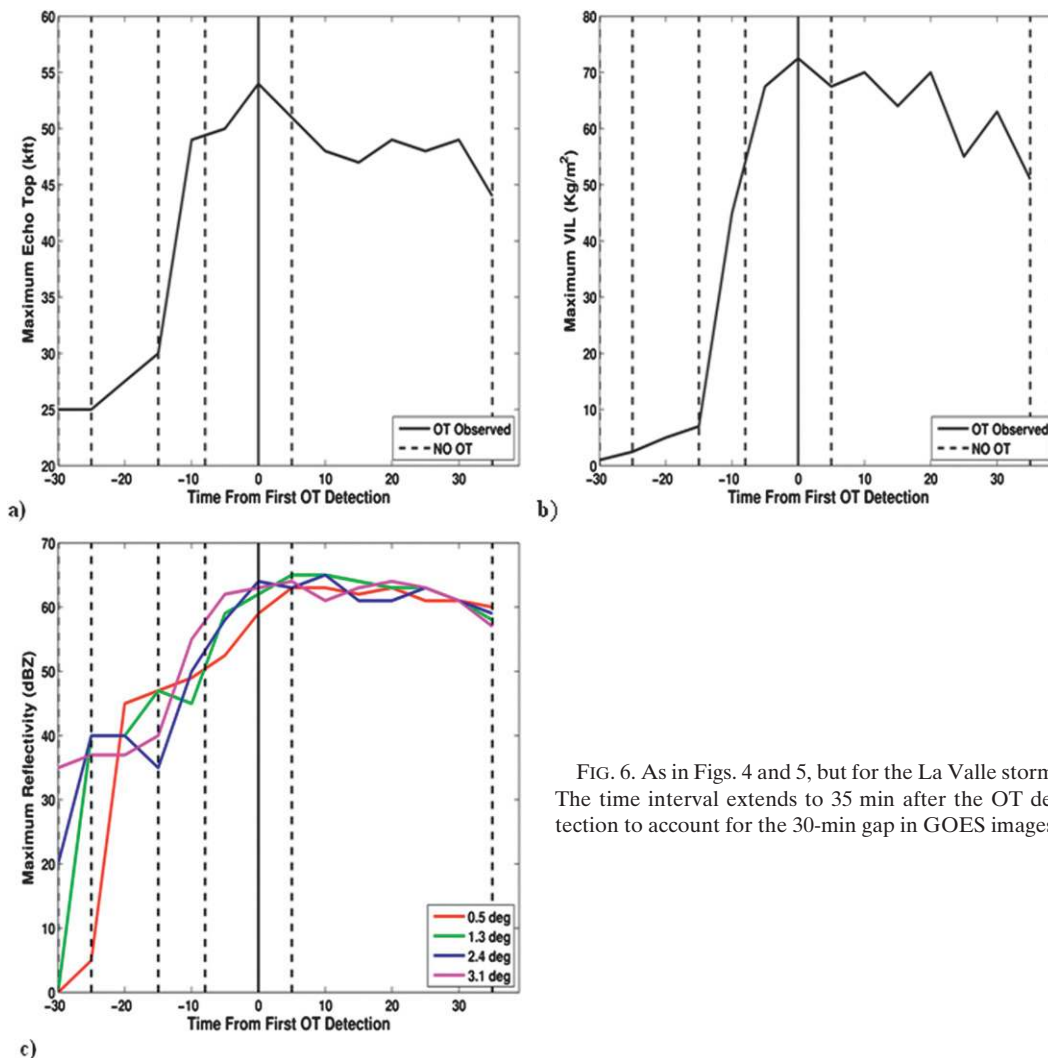 60
55
50
45
40
35
30
25
20
Maximum Echo Top (kft)
OT Observed
NO OT
-30 -20 -10 0 10 20 30
Time From First OT Detection
a)
80
70
60
50
40
30
20
10
0
Maximum VIL (Kg/m²)
OT Observed
NO OT
-30 -20 -10 0 10 20 30
Time From First OT Detection
b)
70
60
50
40
30
20
10
0
Maximum Reflectivity (dBZ)
0.5 deg
1.3 deg
2.4 deg
3.1 deg
-30 -20 -10 0 10 20 30
Time From First OT Detection
c)
FIG. 6. As in Figs. 4 and 5, but for the La Valle storm
The time interval extends to 35 min after the OT de-
tection to account for the 30-min gap in GOES images